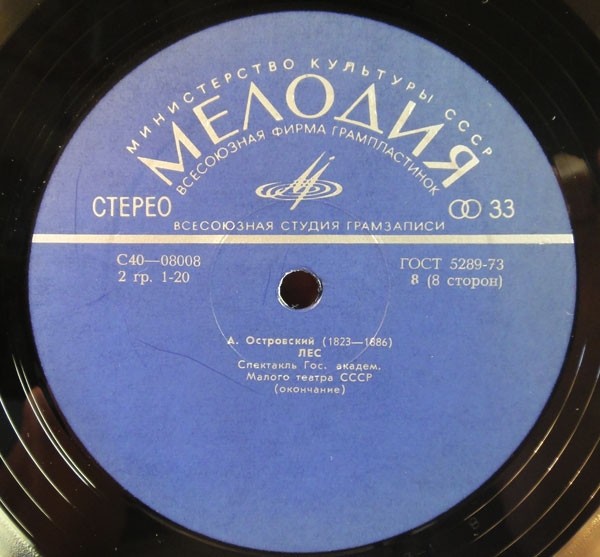 МИНИСТЕРСТВО КУЛЬТУРЫ СССР
МЕЛОДИЯ
ВСЕСОЮЗНАЯ ФИРМА ГРАМПЛАСТИНОК
СТЕРЕО
33
ВСЕСОЮЗНАЯ СТУДИЯ ГРАМЗАПИСИ
С40—08008
ГОСТ 5289-73
2 гр. 1-20
8 (8 сторон)
А. Островский (1823—1886)
ЛЕС
Спектакль Гос. академ.
Малого театра СССР
(окончание)